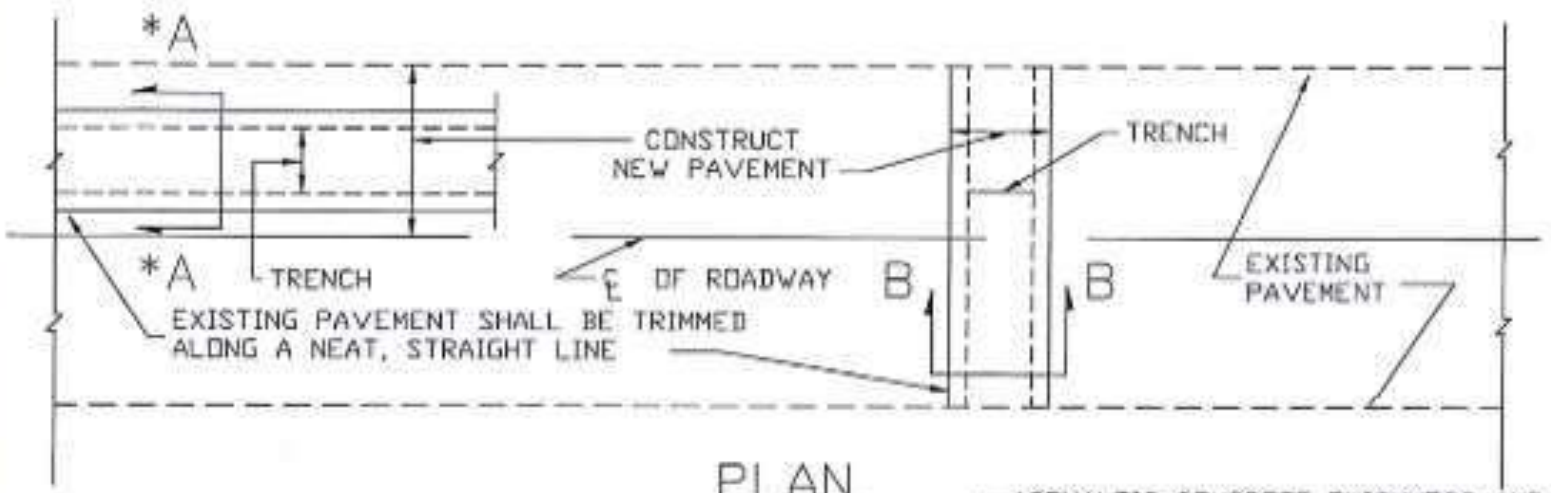 *A
CONSTRUCT
NEW PAVEMENT
TRENCH
*A
TRENCH
℄ OF ROADWAY
B
B
EXISTING
PAVEMENT
EXISTING PAVEMENT SHALL BE TRIMMED
ALONG A NEAT, STRAIGHT LINE
PLAN